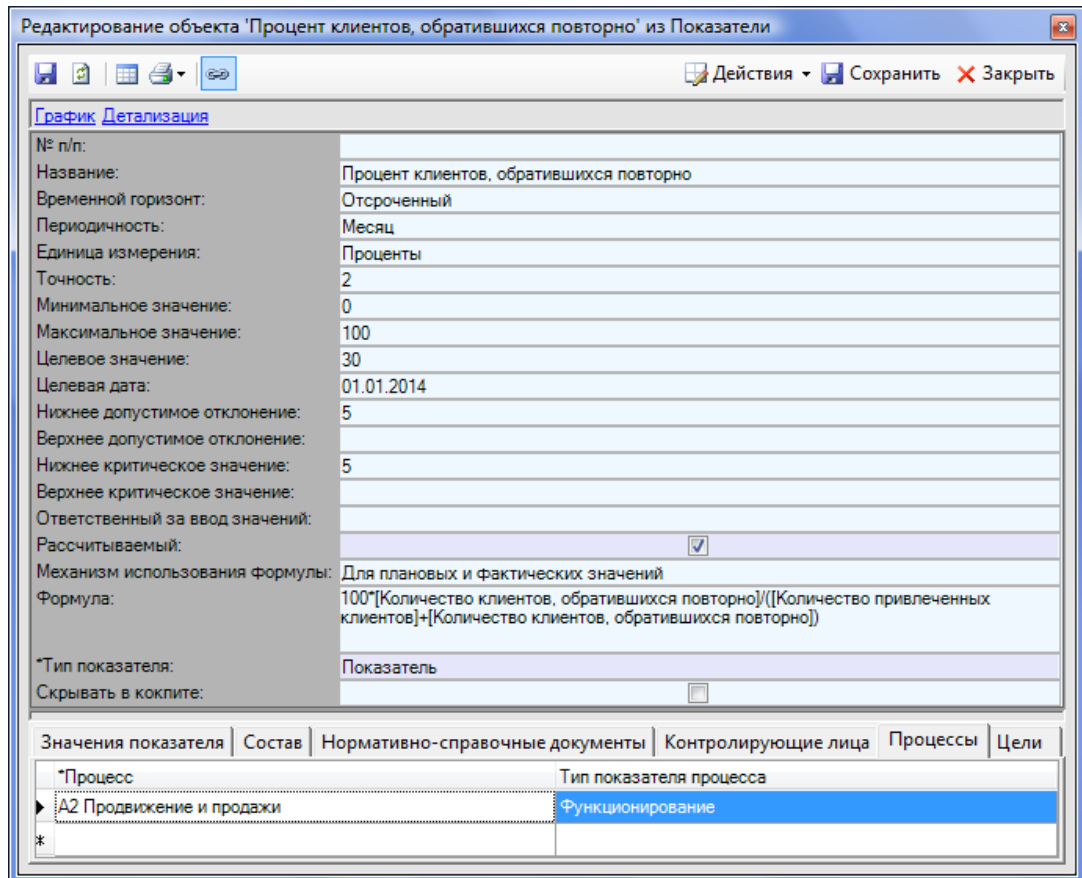 Редактирование объекта 'Процент клиентов, обратившихся повторно' из Показатели
Действия Сохранить Закрыть
График Детализация
№ п/п:
Название: Процент клиентов, обратившихся повторно
Временной горизонт: Отсроченный
Периодичность: Месяц
Единица измерения: Проценты
Точность: 2
Минимальное значение: 0
Максимальное значение: 100
Целевое значение: 30
Целевая дата: 01.01.2014
Нижнее допустимое отклонение: 5
Верхнее допустимое отклонение:
Нижнее критическое значение: 5
Верхнее критическое значение:
Ответственный за ввод значений:
Рассчитываемый:
Механизм использования формулы: Для плановых и фактических значений
Формула: 100*[Количество клиентов, обратившихся повторно]/([Количество привлеченных
клиентов]+[Количество клиентов, обратившихся повторно])
*Тип показателя: Показатель
Скрывать в кокпите:
Значения показателя Состав Нормативно-справочные документы Контролирующие лица Процессы Цели
*Процесс Тип показателя процесса
A2 Продвижение и продажи Функционирование